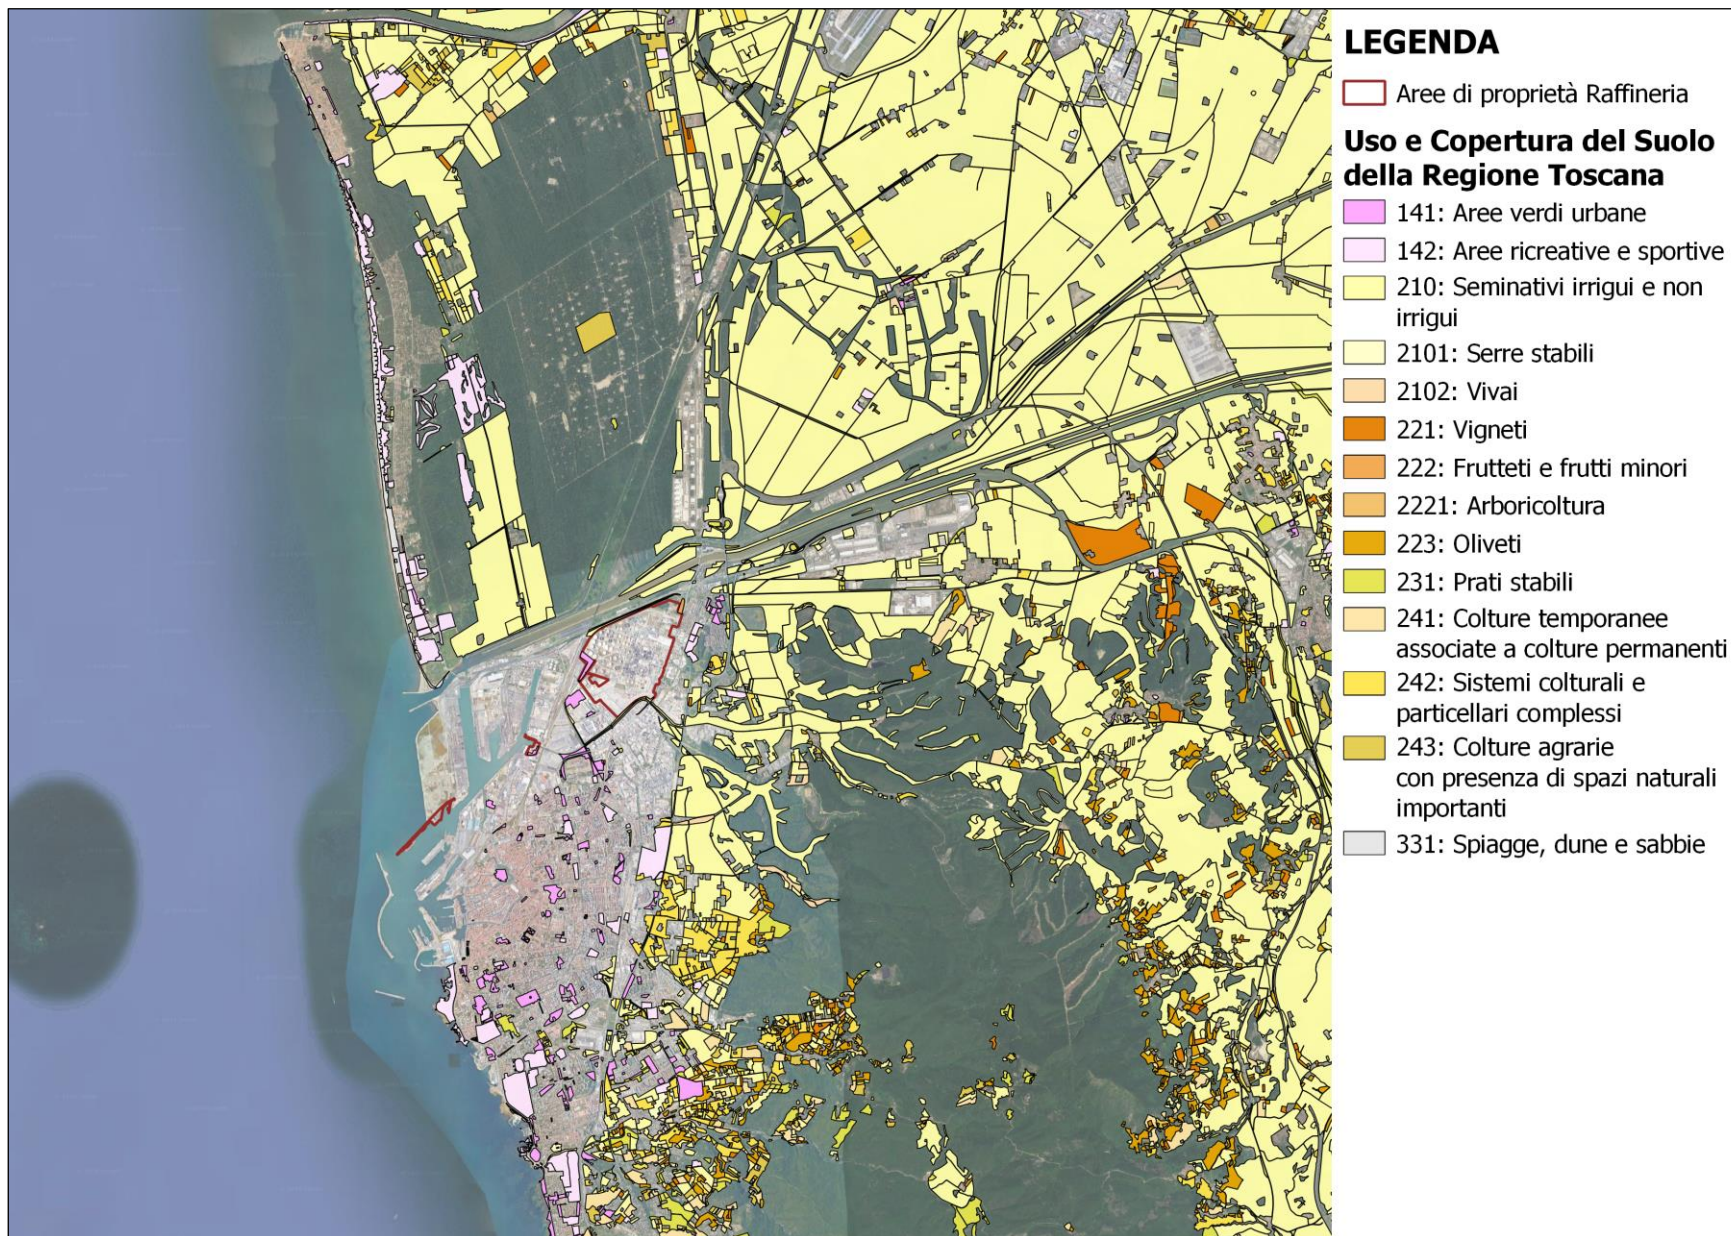 LEGENDA
Aree di proprietà Raffineria
Uso e Copertura del Suolo
della Regione Toscana
141: Aree verdi urbane
142: Aree ricreative e sportive
210: Seminativi irrigui e non
irrigui
2101: Serre stabili
2102: Vivai
221: Vigneti
222: Frutteti e frutti minori
2221: Arboricoltura
223: Oliveti
231: Prati stabili
241: Colture temporanee
associate a colture permanenti
242: Sistemi colturali e
particellari complessi
243: Colture agrarie
con presenza di spazi naturali
importanti
331: Spiagge, dune e sabbie